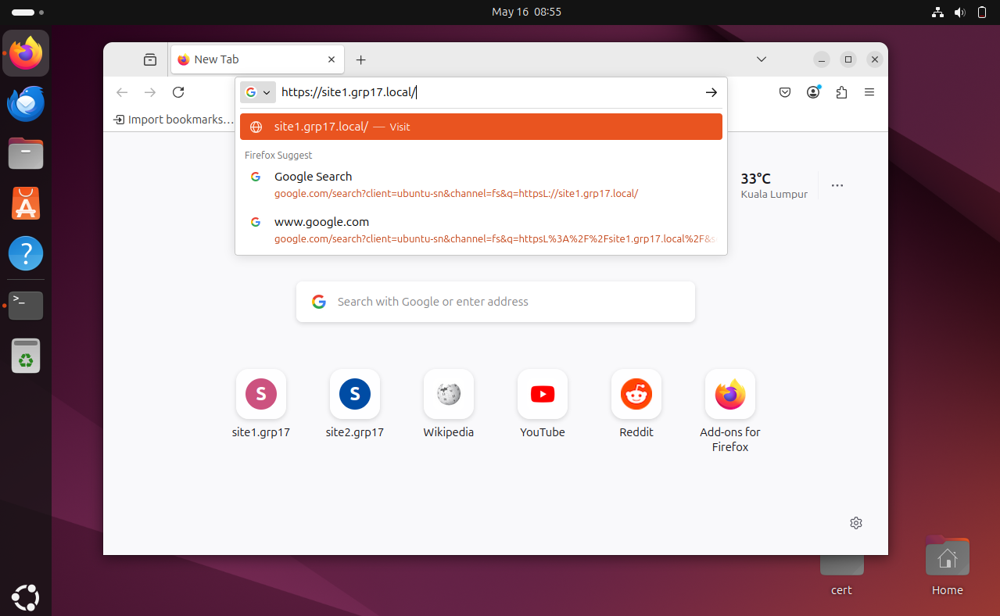 May 16 08:55
New Tab
https://site1.grp17.local/
Import bookmarks...
site1.grp17.local/ — Visit
Firefox Suggest
Google Search
google.com/search?client=ubuntu-sn&channel=fs&q=httpsL://site1.grp17.local/
www.google.com
google.com/search?client=ubuntu-sn&channel=fs&q=httpsL%3A%2F%2Fsite1.grp17.local%2F&s
33°C
Kuala Lumpur
Search with Google or enter address
S
S
site1.grp17
site2.grp17
Wikipedia
YouTube
Reddit
Add-ons for
Firefox
cert
Home